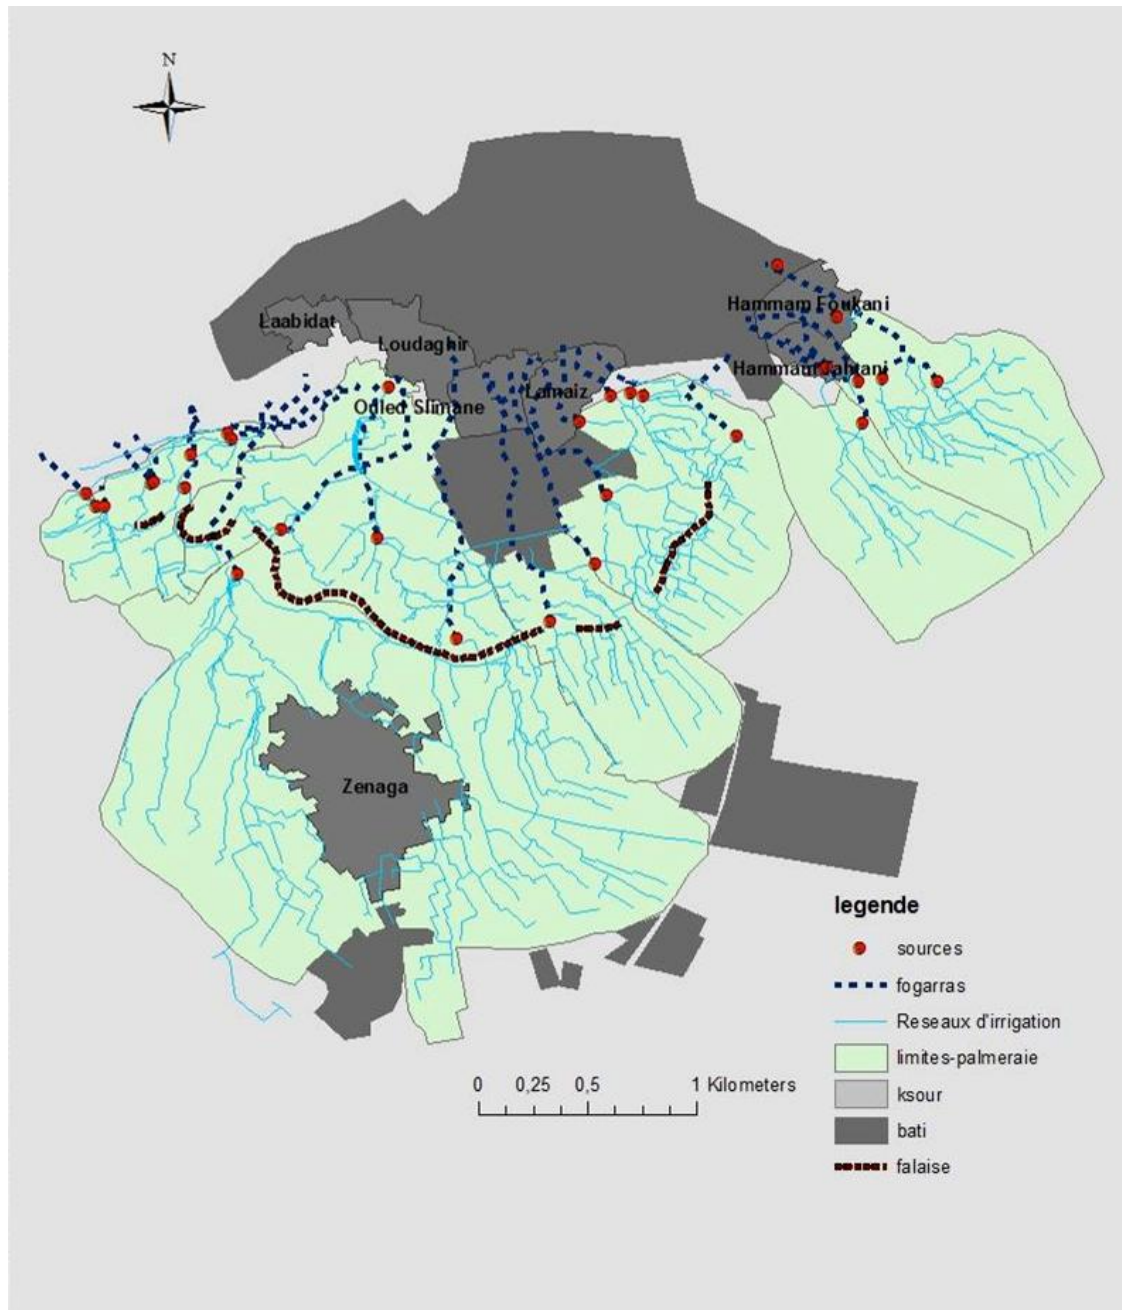 N
Hammam Foukani
Laabidat
Loudaghir
Hammam Tahtani
Lamaiz
Ouled Slimane
Zenaga
legende
sources
fogarras
Reseaux d'irrigation
limites-palmeraie
ksour
bati
falaise
0 0,25 0,5 1 Kilometers